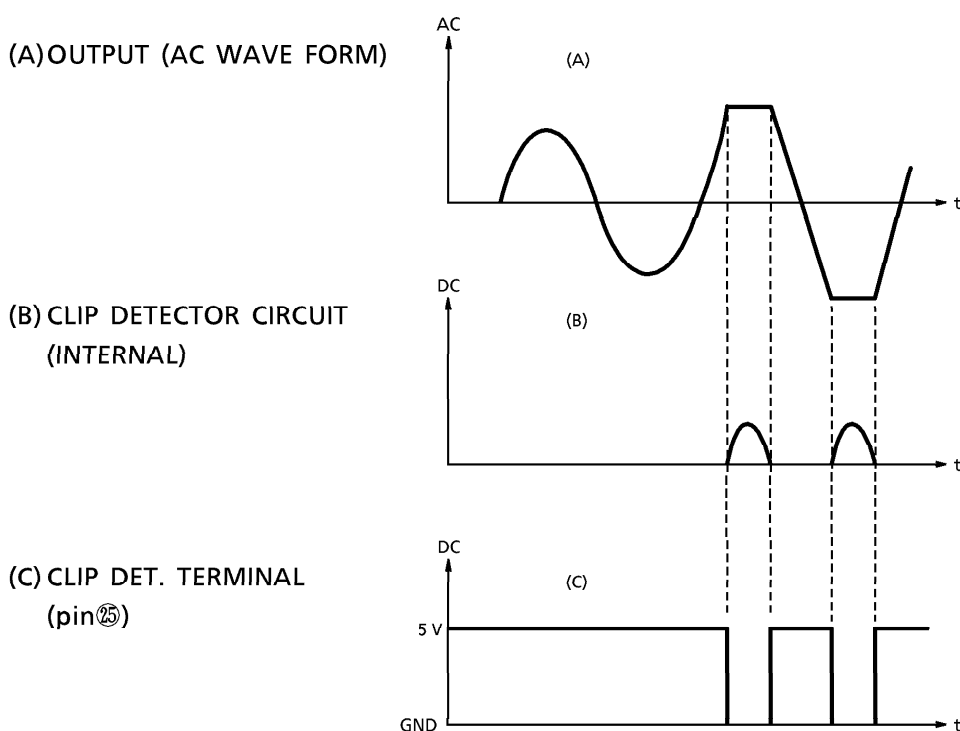 AC
(A) OUTPUT (AC WAVE FORM)
(A)
t
DC
(B) CLIP DETECTOR CIRCUIT
(INTERNAL)
(B)
t
DC
(C) CLIP DET. TERMINAL
(pin㉕)
(C)
5 V
GND
t